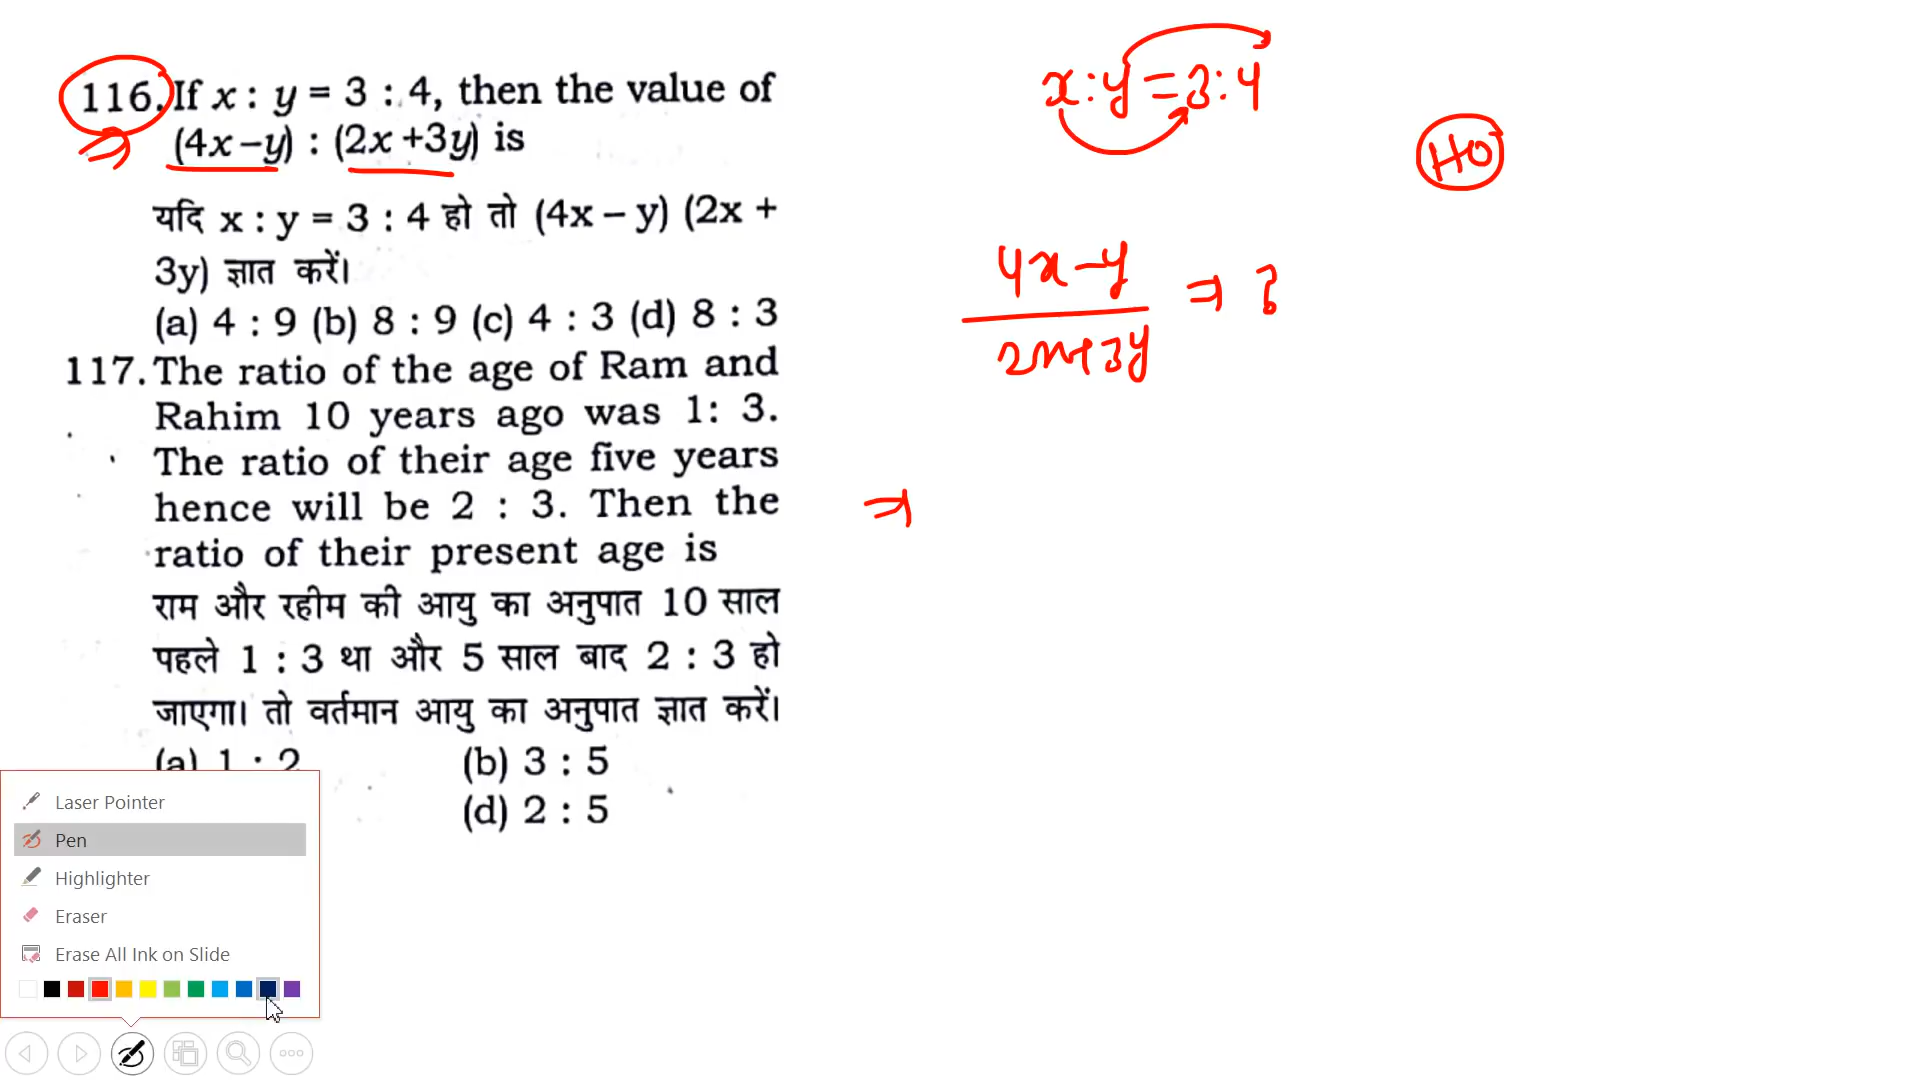 116. If x : y = 3 : 4, then the value of
(4x–y) : (2x +3y) is
यदि x : y = 3 : 4 हो तो (4x – y) (2x +
3y) ज्ञात करें।
(a) 4 : 9 (b) 8 : 9 (c) 4 : 3 (d) 8 : 3
117. The ratio of the age of Ram and
Rahim 10 years ago was 1: 3.
The ratio of their age five years
hence will be 2 : 3. Then the
ratio of their present age is
राम और रहीम की आयु का अनुपात 10 साल
पहले 1 : 3 था और 5 साल बाद 2 : 3 हो
जाएगा। तो वर्तमान आयु का अनुपात ज्ञात करें।
(a) 1 : 2 (b) 3 : 5
(d) 2 : 5
x : y = 3 : 4
HO
4x – y
2x + 3y
⇒ ?
⇒
Laser Pointer
Pen
Highlighter
Eraser
Erase All Ink on Slide